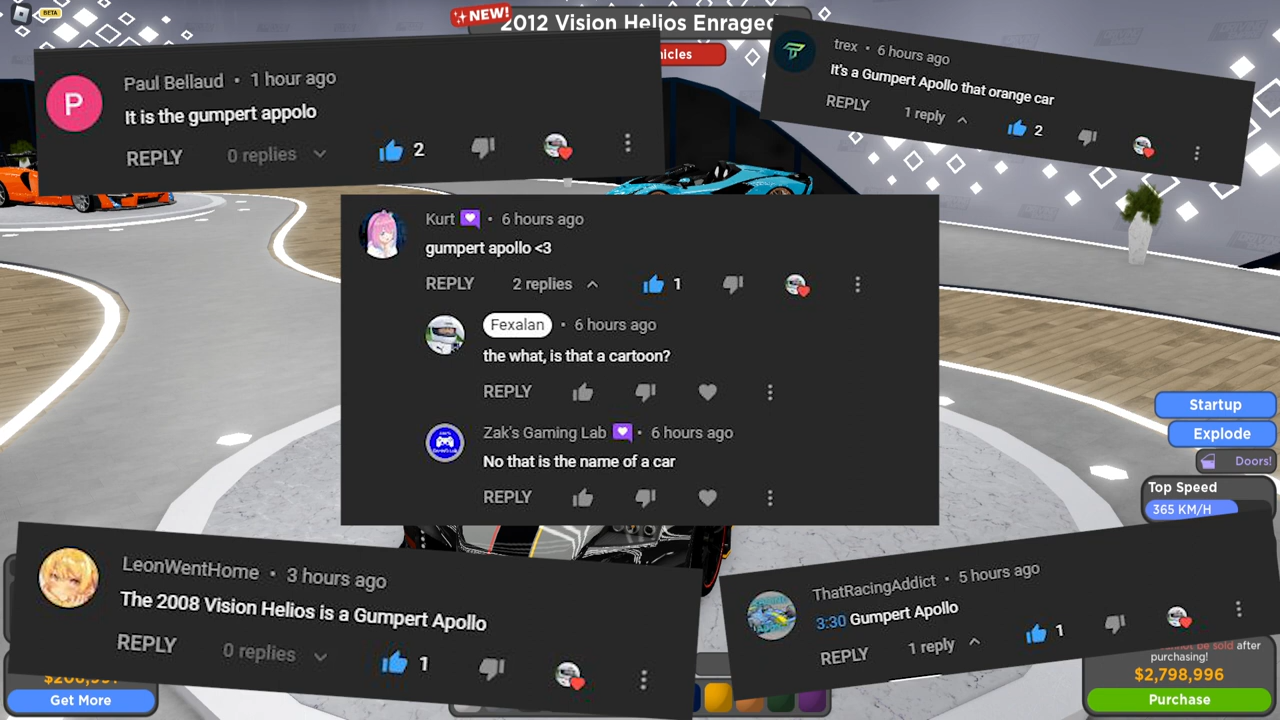 BETA
NEW!
2012 Vision Helios Enraged
Paul Bellaud • 1 hour ago
It is the gumpert appolo
REPLY 0 replies 2
trex • 6 hours ago
It's a Gumpert Apollo that orange car
REPLY 1 reply 2
Kurt • 6 hours ago
gumpert apollo <3
REPLY 2 replies 1
Fexalan • 6 hours ago
the what, is that a cartoon?
REPLY
Zak's Gaming Lab • 6 hours ago
No that is the name of a car
REPLY
Startup
Explode
Doors!
Top Speed
365 KM/H
LeonWentHome • 3 hours ago
The 2008 Vision Helios is a Gumpert Apollo
REPLY 0 replies 1
ThatRacingAddict • 5 hours ago
3:30 Gumpert Apollo
REPLY 1 reply 1
Get More
be sold after
purchasing!
$2,798,996
Purchase